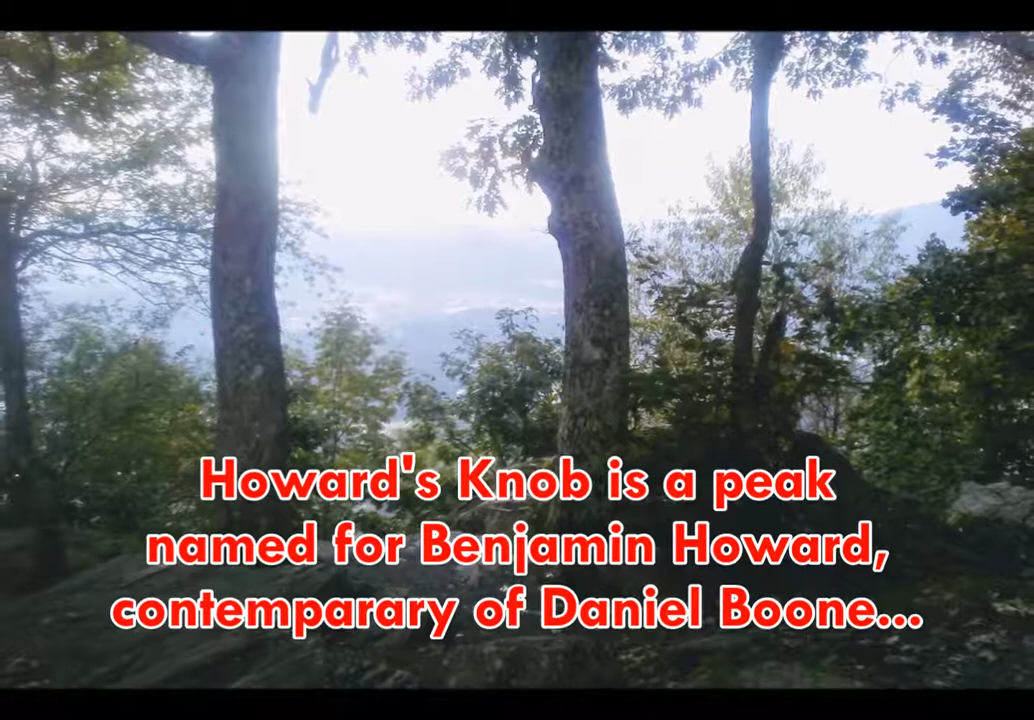 Howard's Knob is a peak
named for Benjamin Howard,
contemparary of Daniel Boone...